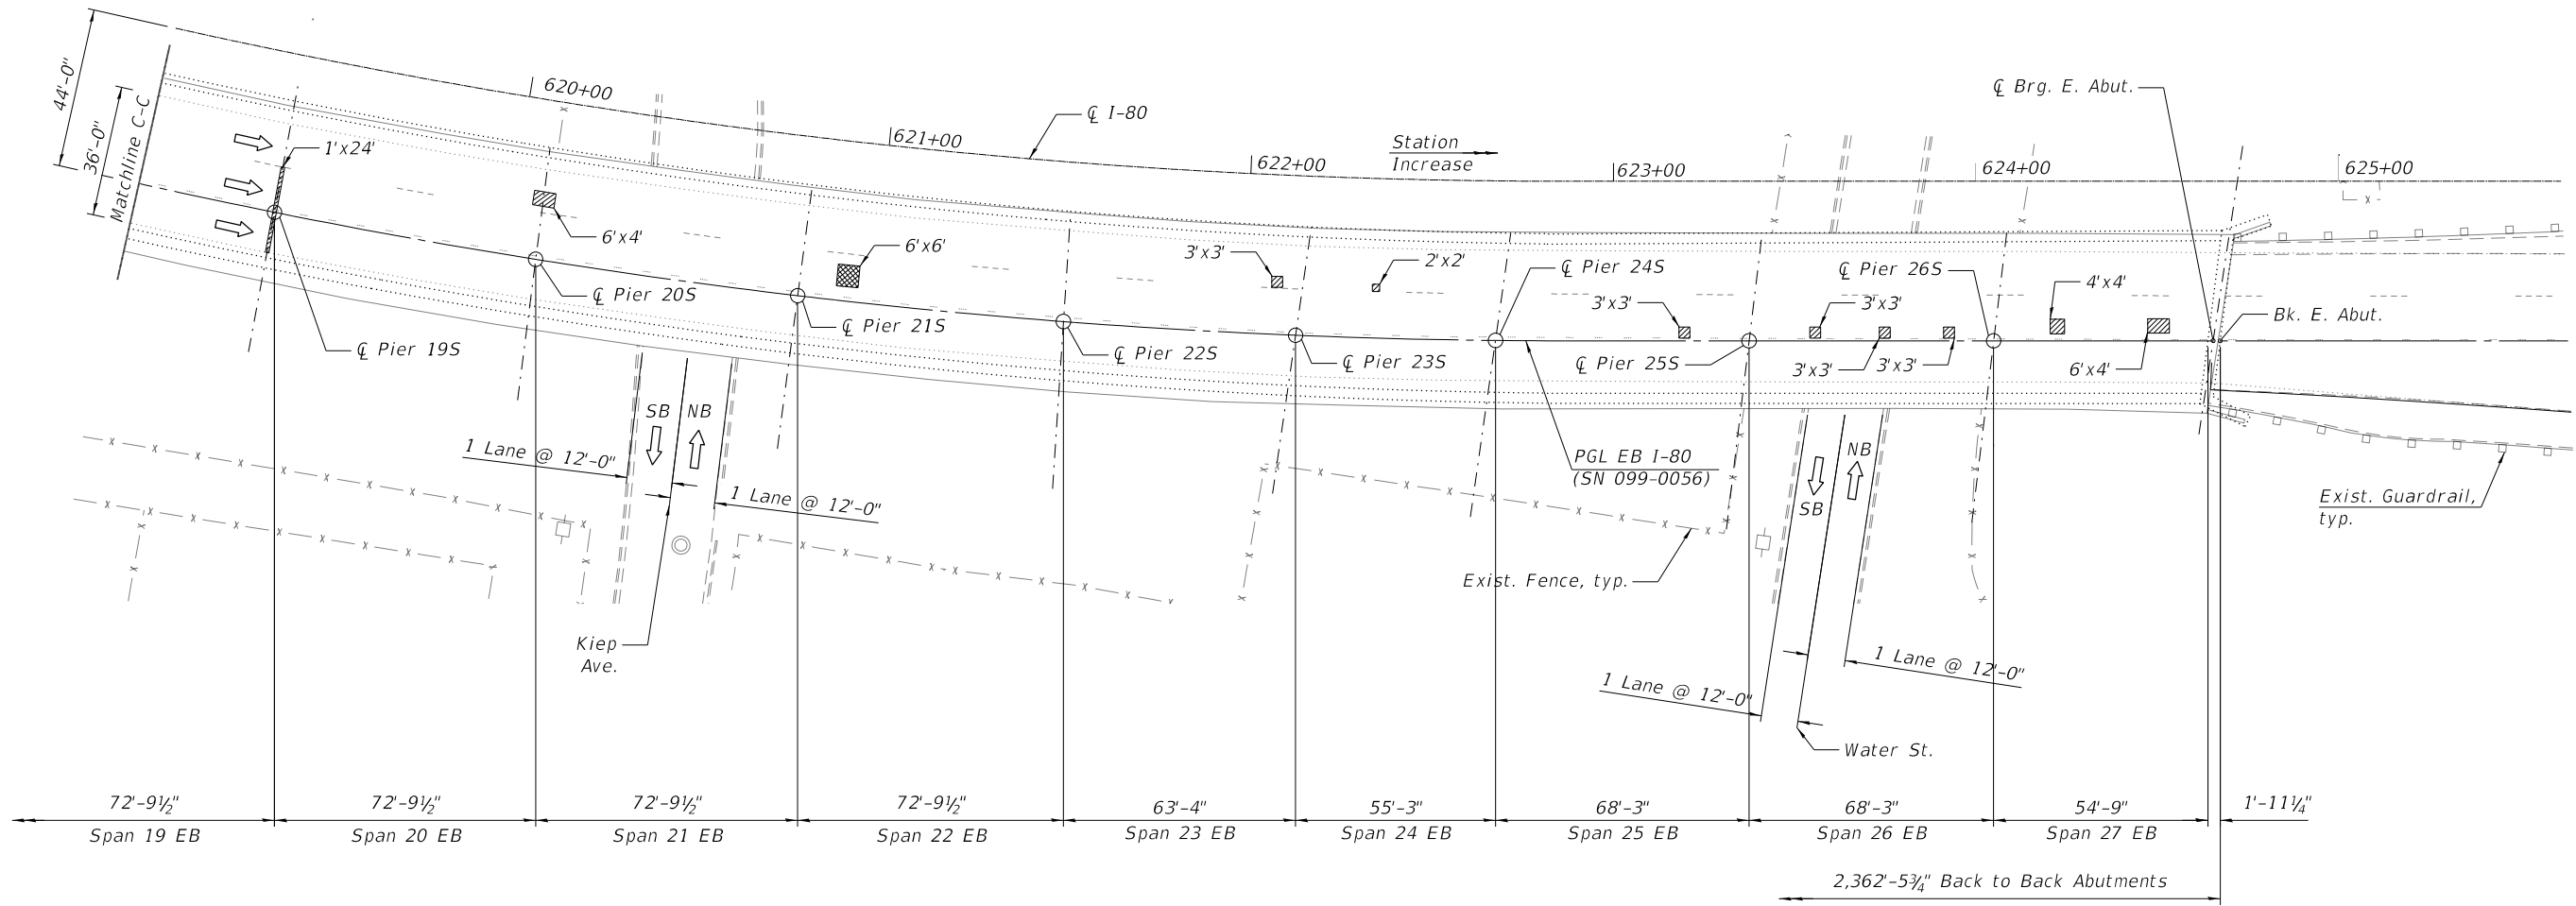 44'-0"
36'-0"
Matchline C-C
1'x24'
620+00
621+00
℄ I-80
622+00
Station
Increase
623+00
624+00
625+00
℄ Brg. E. Abut.
6'x4'
6'x6'
3'x3'
2'x2'
℄ Pier 24S
℄ Pier 26S
4'x4'
3'x3'
3'x3'
Bk. E. Abut.
℄ Pier 19S
℄ Pier 20S
℄ Pier 21S
℄ Pier 22S
℄ Pier 23S
℄ Pier 25S
3'x3'
3'x3'
6'x4'
SB
NB
1 Lane @ 12'-0"
1 Lane @ 12'-0"
PGL EB I-80
(SN 099-0056)
NB
SB
Exist. Guardrail,
typ.
Exist. Fence, typ.
Kiep
Ave.
1 Lane @ 12'-0"
1 Lane @ 12'-0"
Water St.
72'-9½"
72'-9½"
72'-9½"
72'-9½"
63'-4"
55'-3"
68'-3"
68'-3"
54'-9"
1'-11¼"
Span 19 EB
Span 20 EB
Span 21 EB
Span 22 EB
Span 23 EB
Span 24 EB
Span 25 EB
Span 26 EB
Span 27 EB
2,362'-5¾" Back to Back Abutments